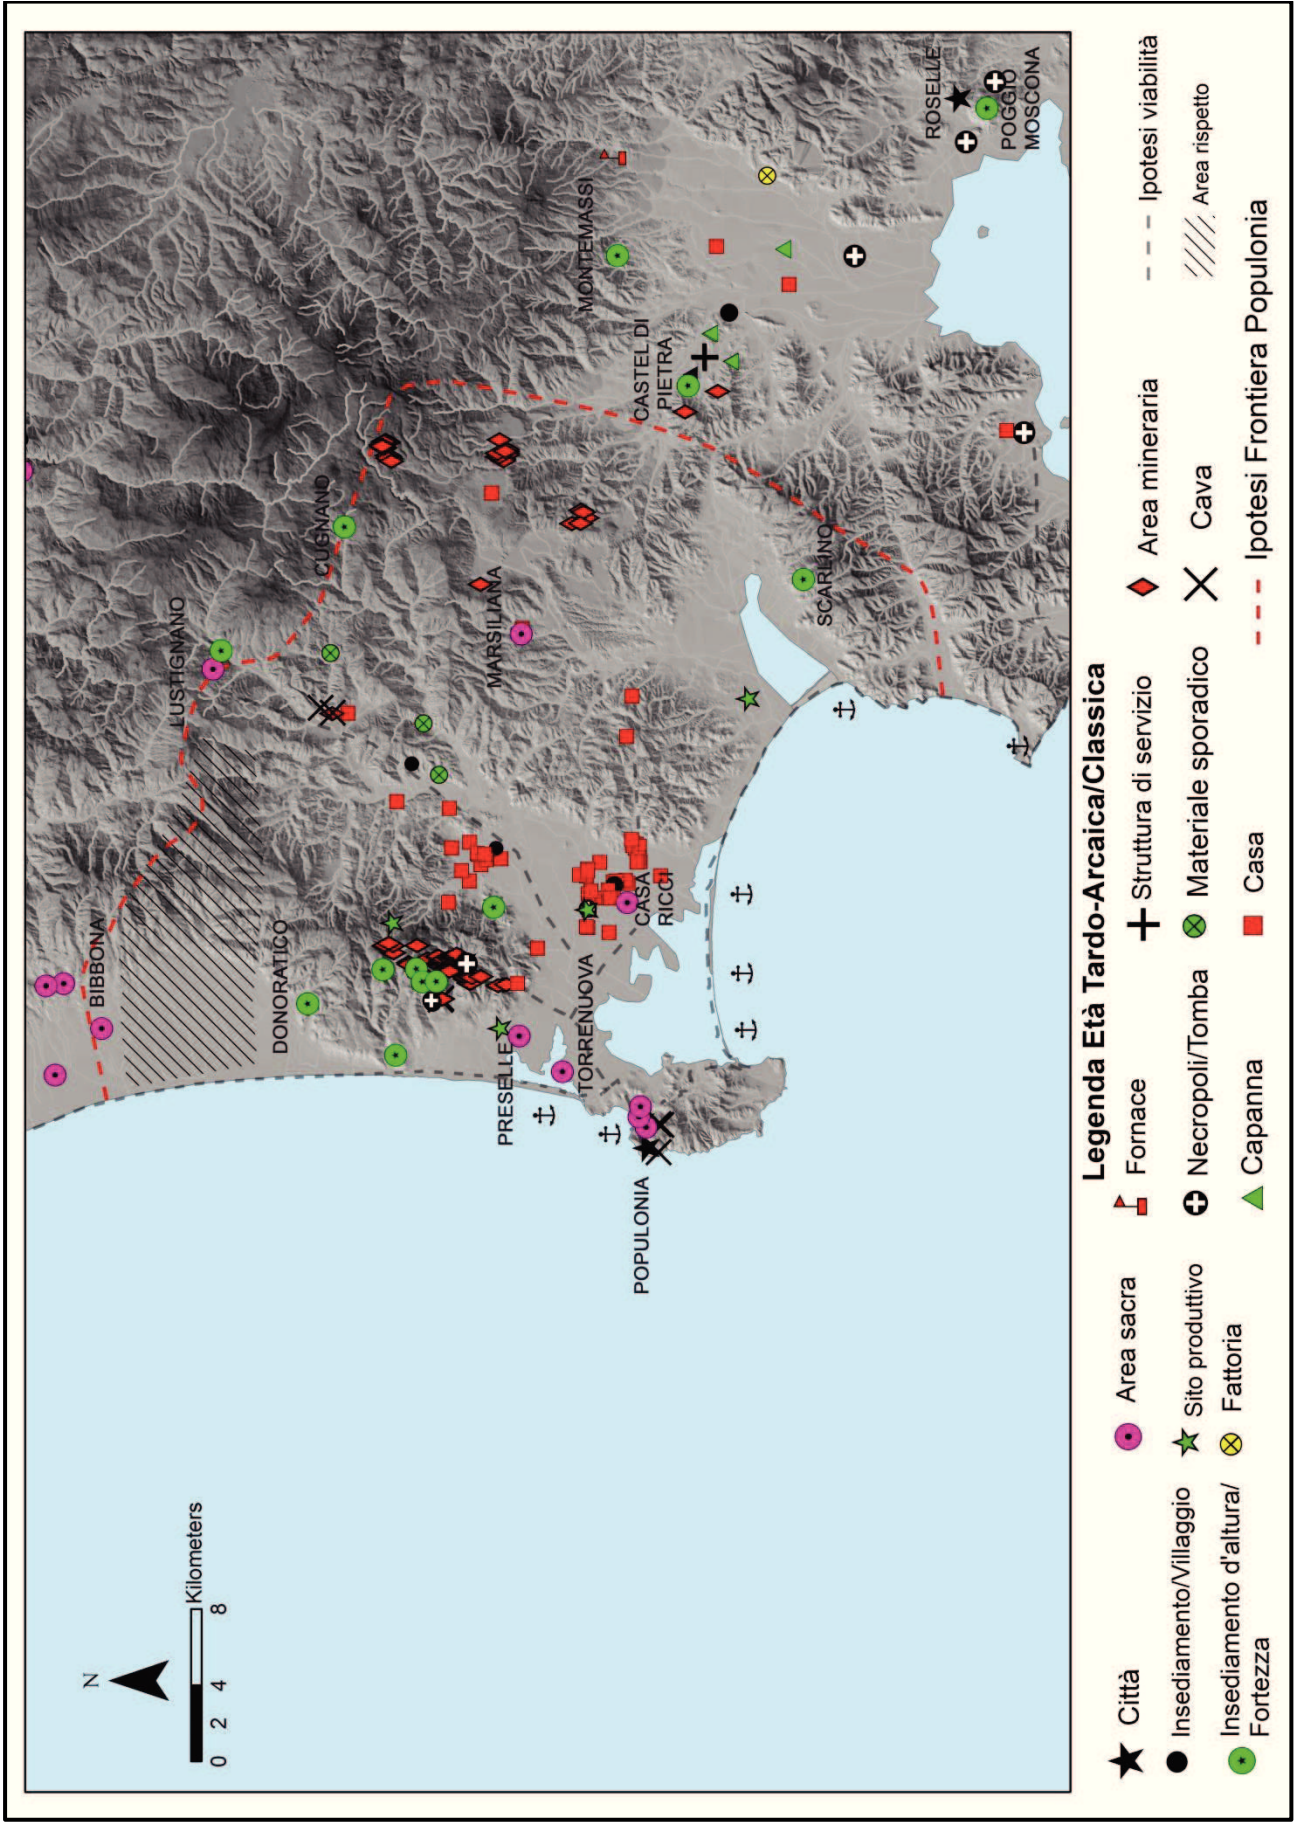 N
Kilometers
0 2 4 8
BIBBONA
LUSTIGNANO
CUGNANO
DONORATICO
MARSILIANA
MONTEMASSI
CASTEL DI
PIETRA
PRESELLE
TORRENUOVA
CASA
RICCI
POPULONIA
SCARLINO
ROSELLE
POGGIO
MOSCONA
Legenda Età Tardo-Arcaica/Classica
Città
Area sacra
Fornace
Struttura di servizio
Area mineraria
Ipotesi viabilità
Insediamento/Villaggio
Sito produttivo
Necropoli/Tomba
Materiale sporadico
Cava
Area rispetto
Insediamento d'altura/
Fortezza
Fattoria
Capanna
Casa
Ipotesi Frontiera Populonia